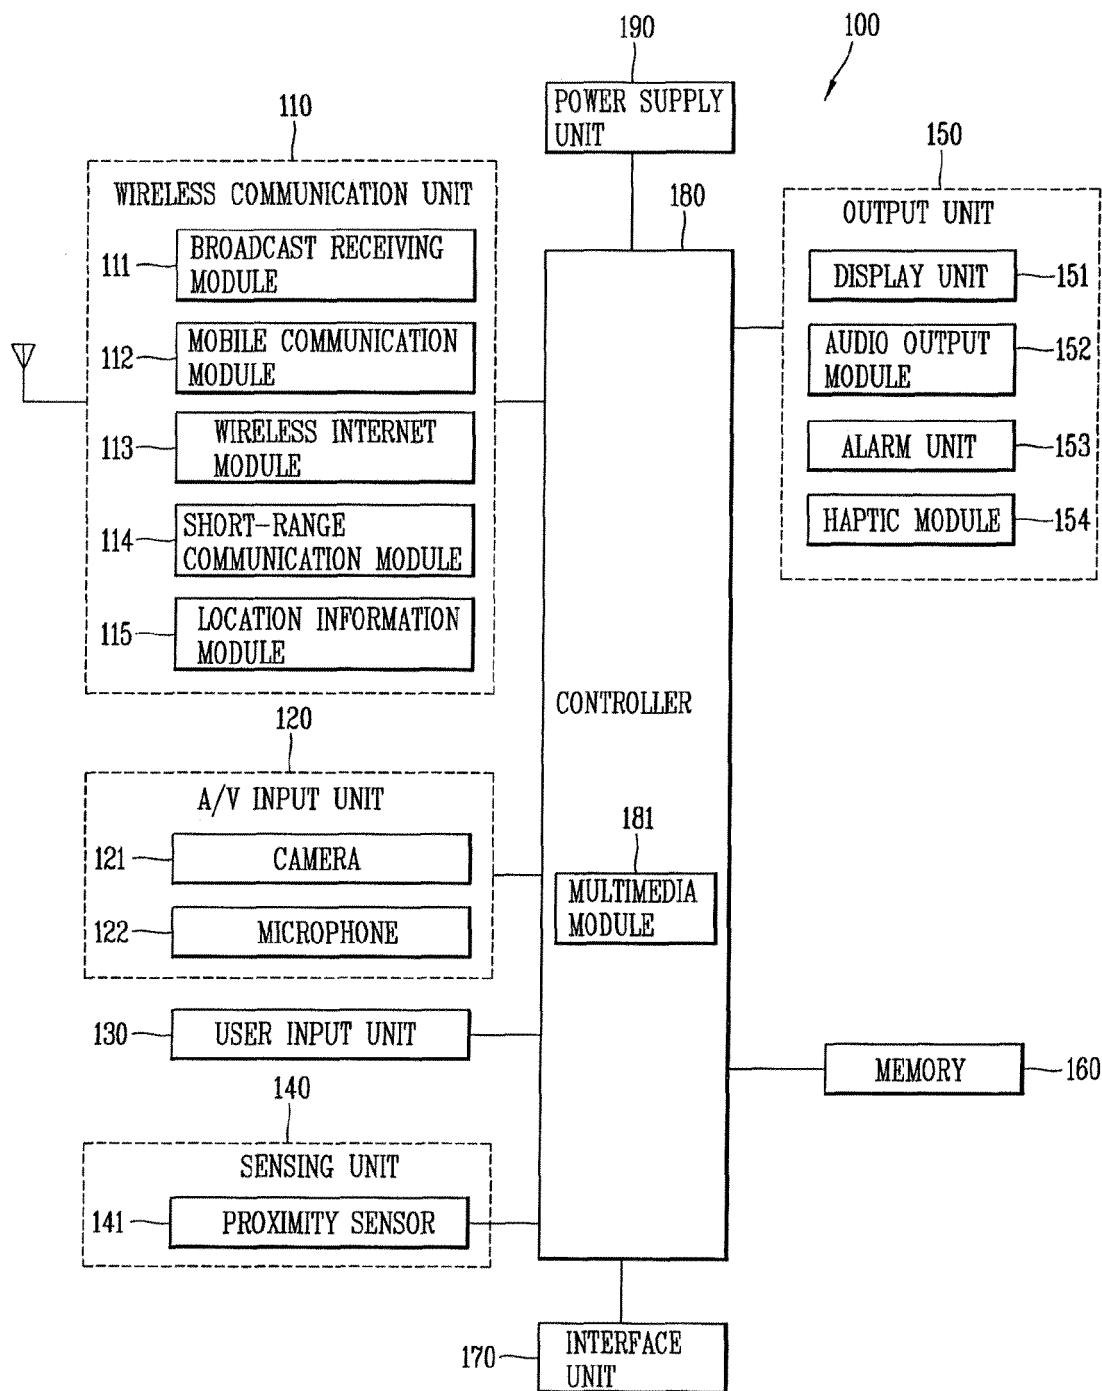 190
100
POWER SUPPLY
UNIT
110
WIRELESS COMMUNICATION UNIT
111
BROADCAST RECEIVING
MODULE
112
MOBILE COMMUNICATION
MODULE
113
WIRELESS INTERNET
MODULE
114
SHORT-RANGE
COMMUNICATION MODULE
115
LOCATION INFORMATION
MODULE
120
A/V INPUT UNIT
121
CAMERA
122
MICROPHONE
130
USER INPUT UNIT
140
SENSING UNIT
141
PROXIMITY SENSOR
180
CONTROLLER
181
MULTIMEDIA
MODULE
150
OUTPUT UNIT
DISPLAY UNIT
151
AUDIO OUTPUT
MODULE
152
ALARM UNIT
153
HAPTIC MODULE
154
MEMORY
160
170
INTERFACE
UNIT